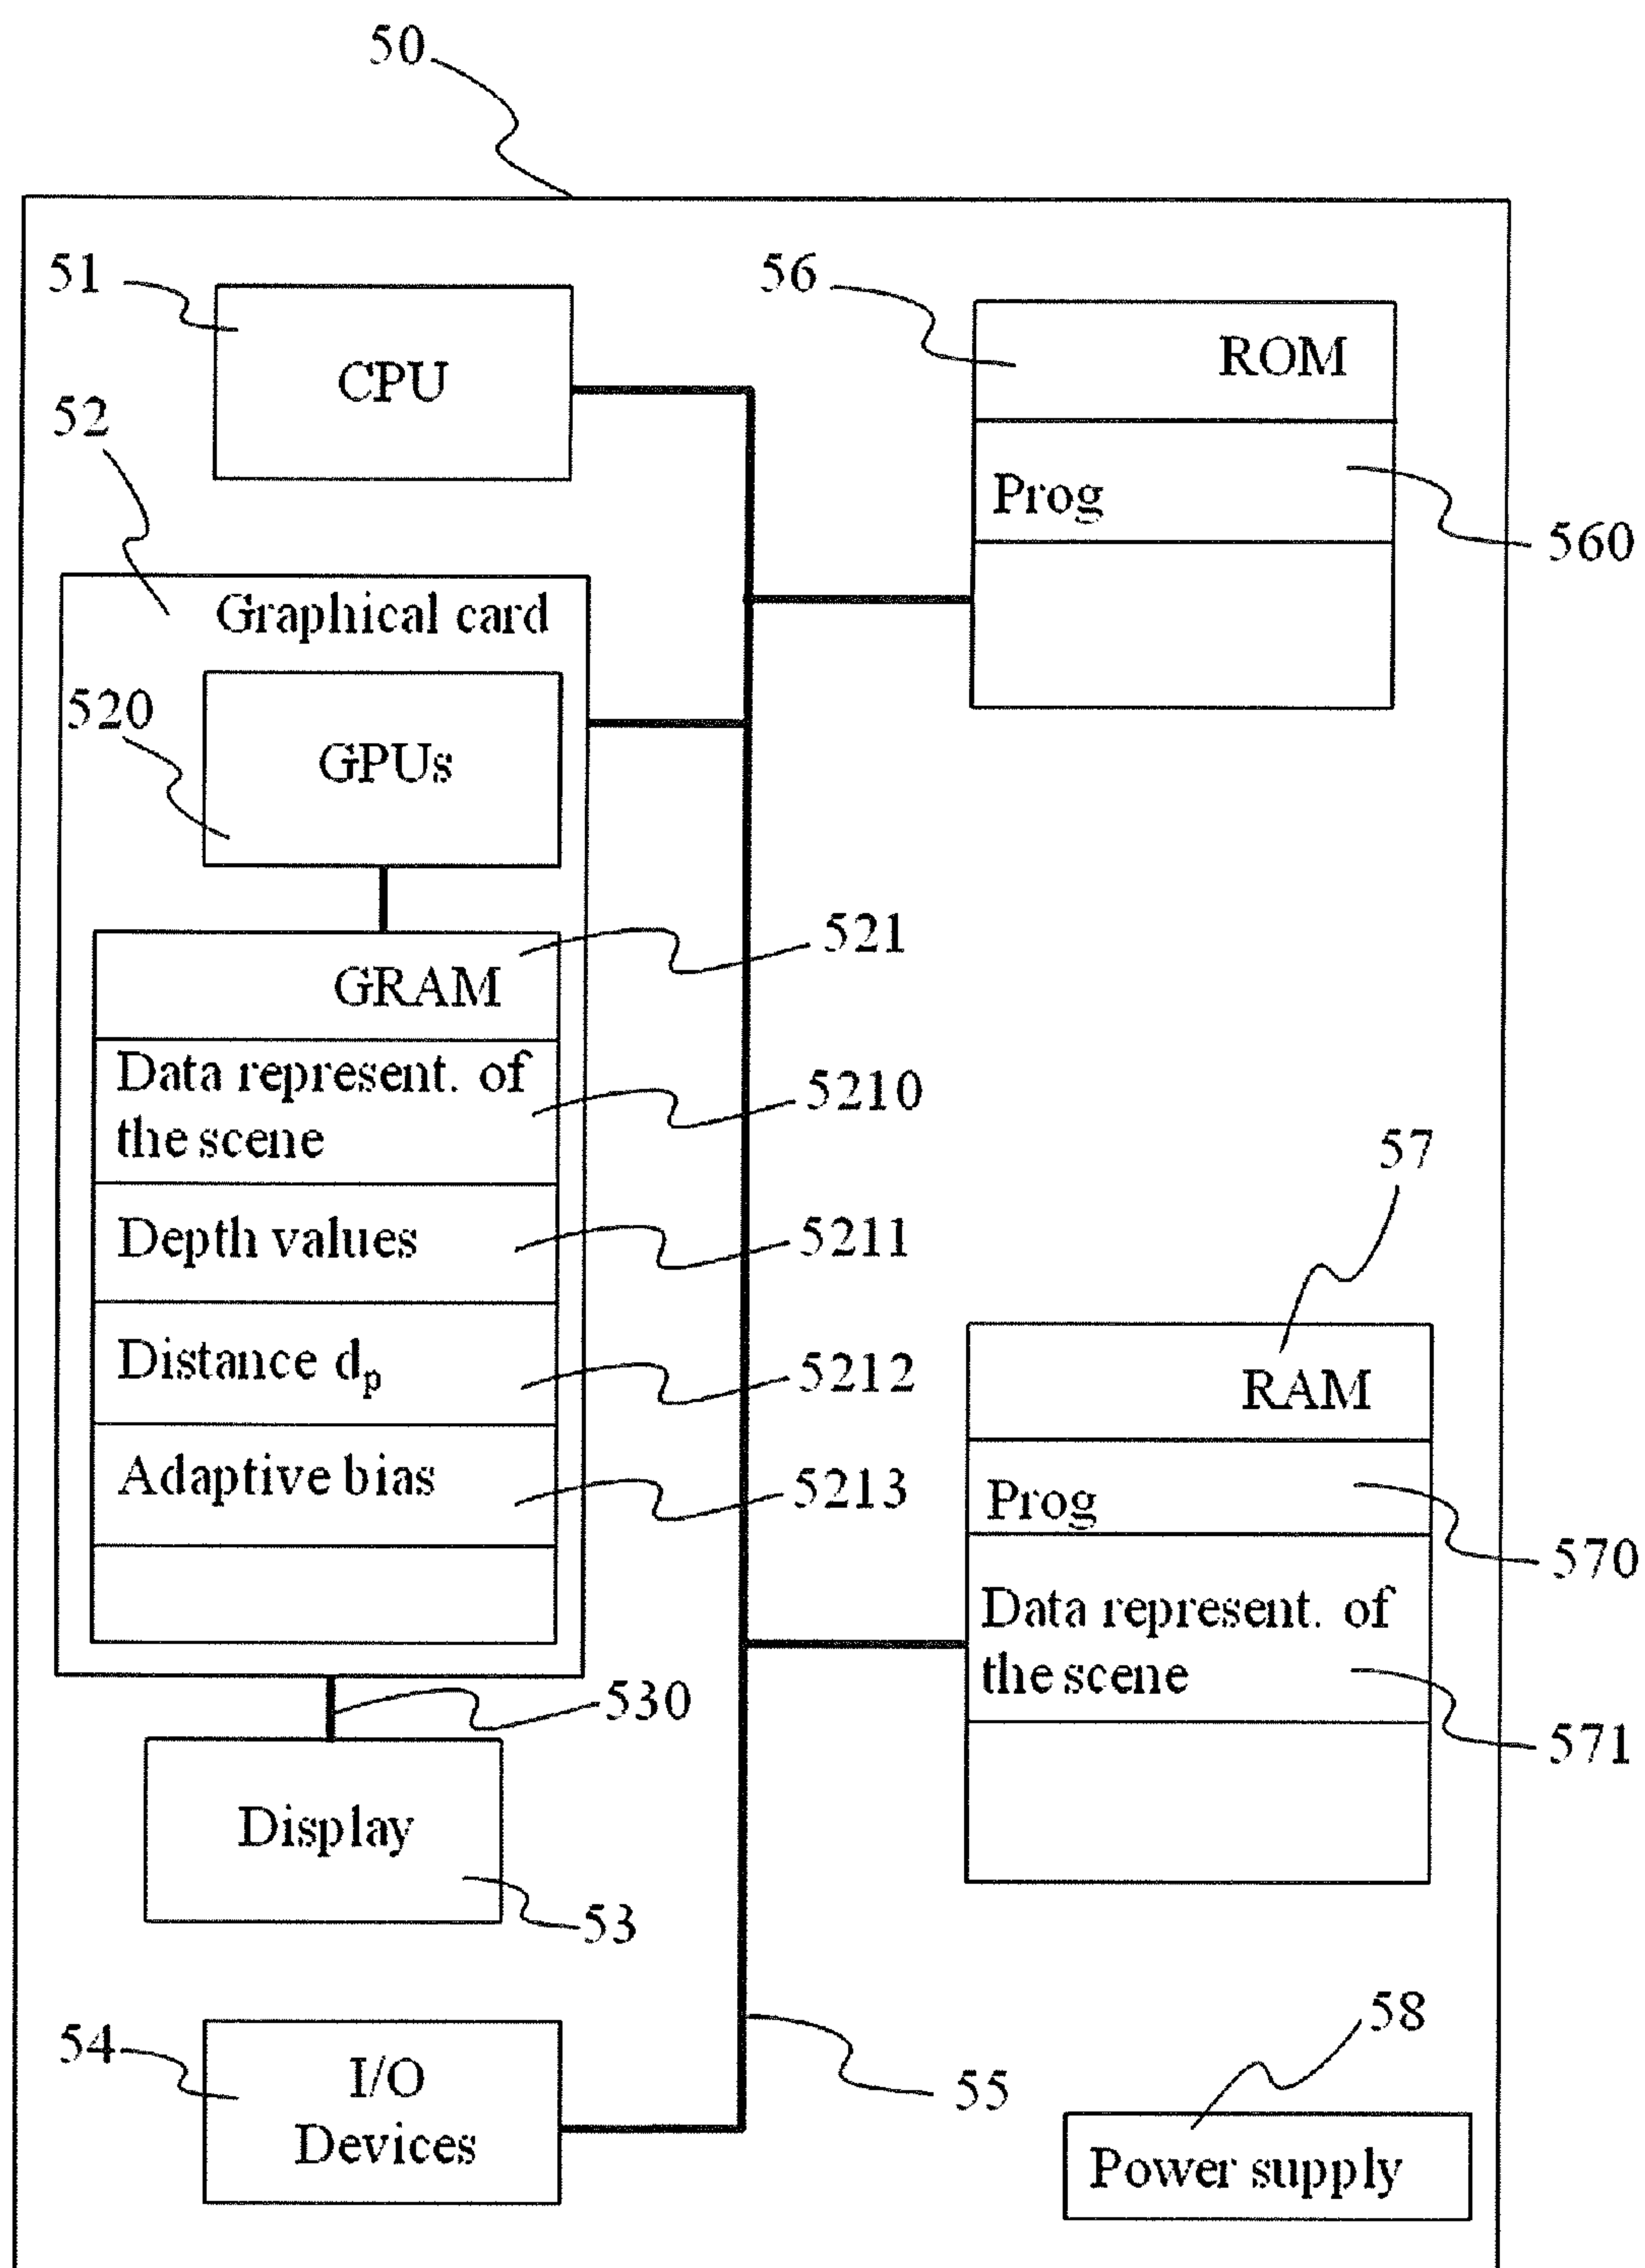 50
51
CPU
56
ROM
52
Prog
560
Graphical card
520
GPUs
521
GRAM
Data represent. of
the scene
5210
57
Depth values
5211
Distance dp
5212
RAM
Adaptive bias
5213
Prog
570
Data represent. of
the scene
530
571
Display
53
58
54
I/O
Devices
55
Power supply